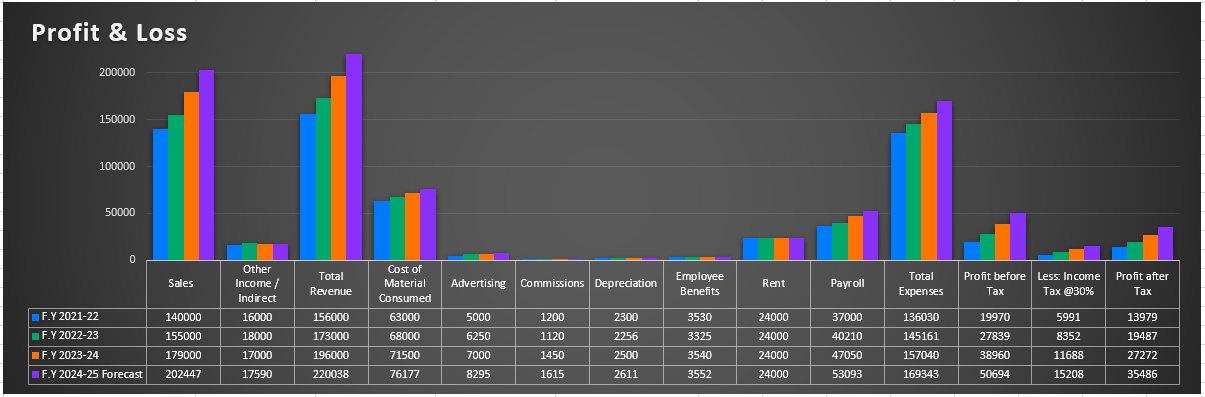 Profit & Loss
200000
150000
100000
50000
0
Sales
Other
Income /
Indirect
Total
Revenue
Cost of
Material
Consumed
Advertising
Commissions
Depreciation
Employee
Benefits
Rent
Payroll
Total
Expenses
Profit before
Tax
Less: Income
Tax @30%
Profit after
Tax
F.Y 2021-22 140000 16000 156000 63000 5000 1200 2300 3530 24000 37000 136030 19970 5991 13979
F.Y 2022-23 155000 18000 173000 68000 6250 1120 2256 3325 24000 40210 145161 27839 8352 19487
F.Y 2023-24 179000 17000 196000 71500 7000 1450 2500 3540 24000 47050 157040 38960 11688 27272
F.Y 2024-25 Forecast 202447 17590 220038 76177 8295 1615 2611 3552 24000 53093 169343 50694 15208 35486